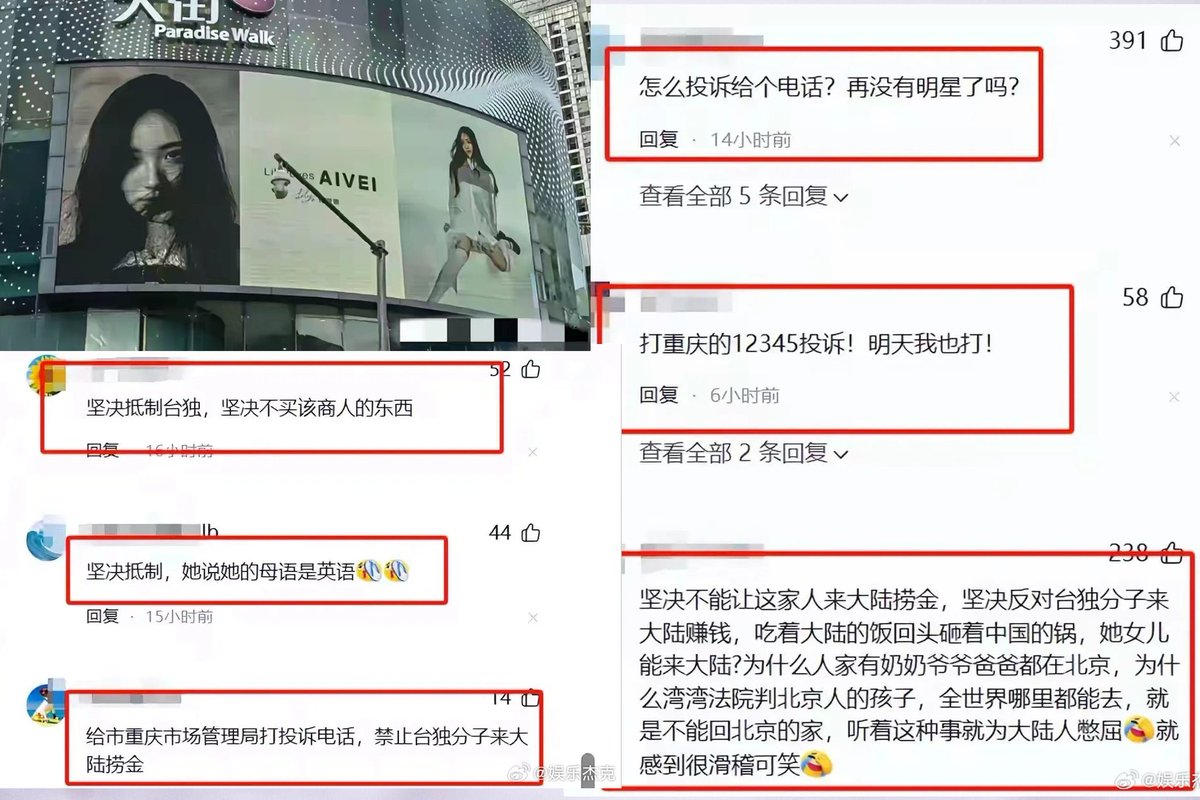 天街
Paradise Walk
AIVEI
391
怎么投诉给个电话？再没有明星了吗？
回复 · 14小时前
查看全部 5 条回复
58
打重庆的12345投诉！明天我也打！
回复 · 6小时前
查看全部 2 条回复
238
坚决不能让这家人来大陆捞金，坚决反对台独分子来
大陆赚钱，吃着大陆的饭回头砸着中国的锅，她女儿
能来大陆?为什么人家有奶奶爷爷爸爸都在北京，为什
么湾湾法院判北京人的孩子，全世界哪里都能去，就
是不能回北京的家，听着这种事就为大陆人憋屈🤣就
感到很滑稽可笑🤣
52
坚决抵制台独，坚决不买该商人的东西
回复 · 16小时前
lb
44
坚决抵制，她说她的母语是英语🤣🤣
回复 · 15小时前
14
给市重庆市场管理局打投诉电话，禁止台独分子来大
陆捞金
@娱乐杰克
@娱乐杰